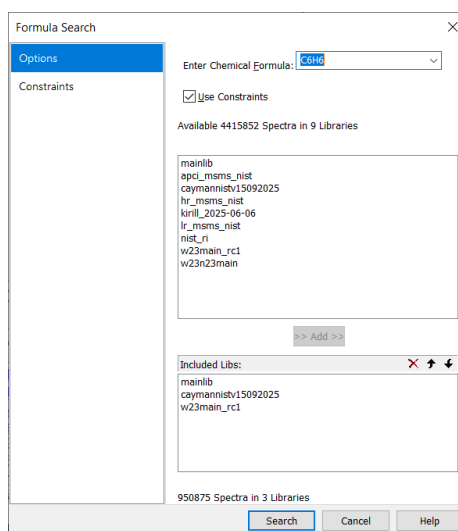 Formula Search
Options
Constraints
Enter Chemical Formula: C6H6
Use Constraints
Available 4415852 Spectra in 9 Libraries
mainlib
apci_msms_nist
caymannistv15092025
hr_msms_nist
kirill_2025-06-06
lr_msms_nist
nist_ri
w23main_rc1
w23n23main
>> Add >>
Included Libs:
mainlib
caymannistv15092025
w23main_rc1
950875 Spectra in 3 Libraries
Search Cancel Help